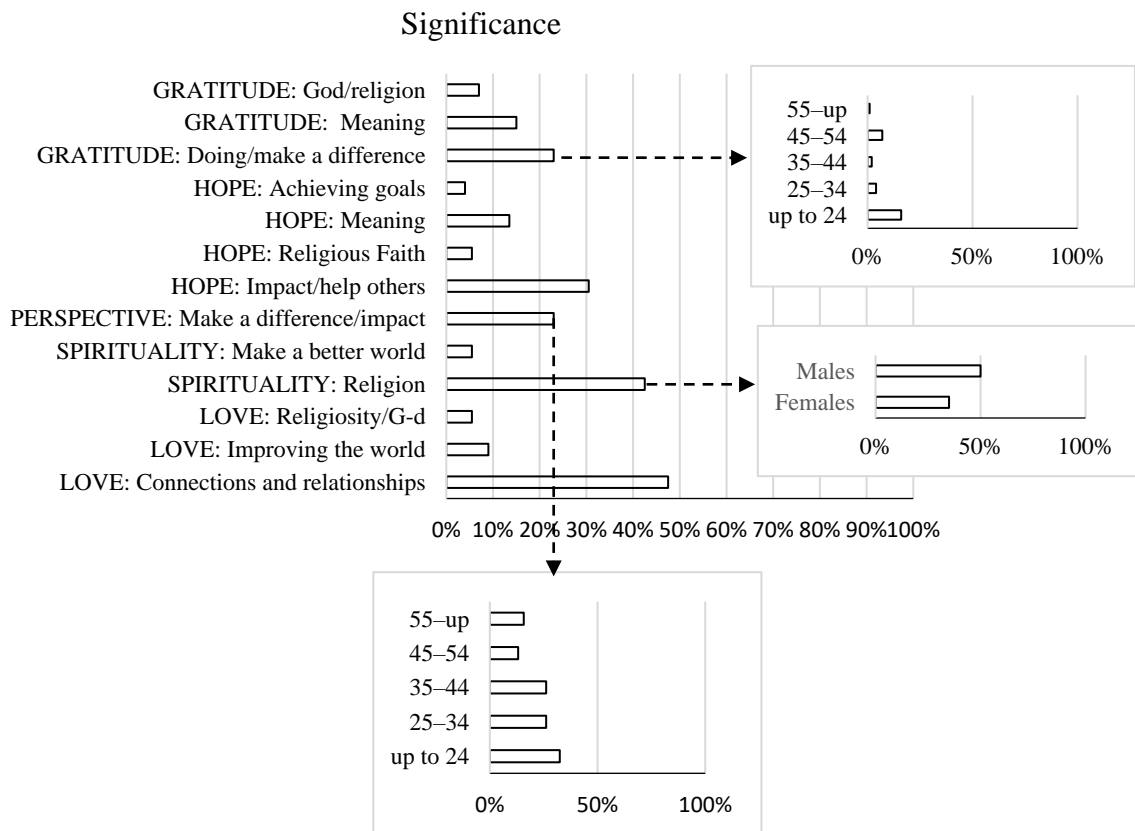 Significance
GRATITUDE: God/religion
GRATITUDE: Meaning
GRATITUDE: Doing/make a difference
HOPE: Achieving goals
HOPE: Meaning
HOPE: Religious Faith
HOPE: Impact/help others
PERSPECTIVE: Make a difference/impact
SPIRITUALITY: Make a better world
SPIRITUALITY: Religion
LOVE: Religiosity/G-d
LOVE: Improving the world
LOVE: Connections and relationships
0% 10% 20% 30% 40% 50% 60% 70% 80% 90% 100%
55–up
45–54
35–44
25–34
up to 24
0% 50% 100%
Males
Females
0% 50% 100%
55–up
45–54
35–44
25–34
up to 24
0% 50% 100%